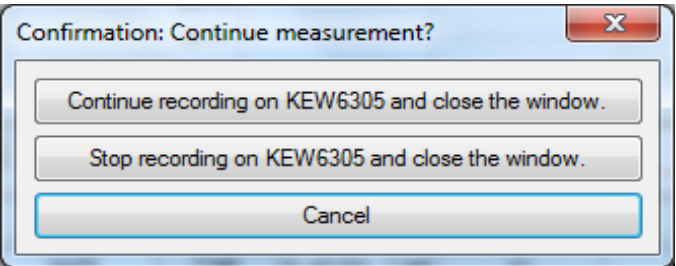 Confirmation: Continue measurement?
Continue recording on KEW6305 and close the window.
Stop recording on KEW6305 and close the window.
Cancel